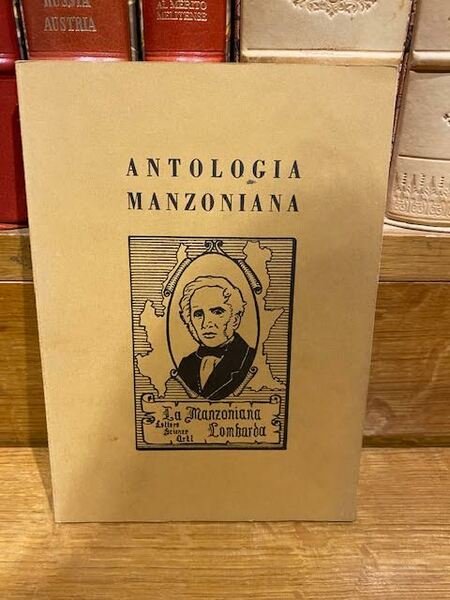 RUSSIA
AUSTRIA
AL MERITO
MELITENSE
ANTOLOGIA
MANZONIANA
La Manzoniana
Lombarda
Lettere
Scienze
Arti